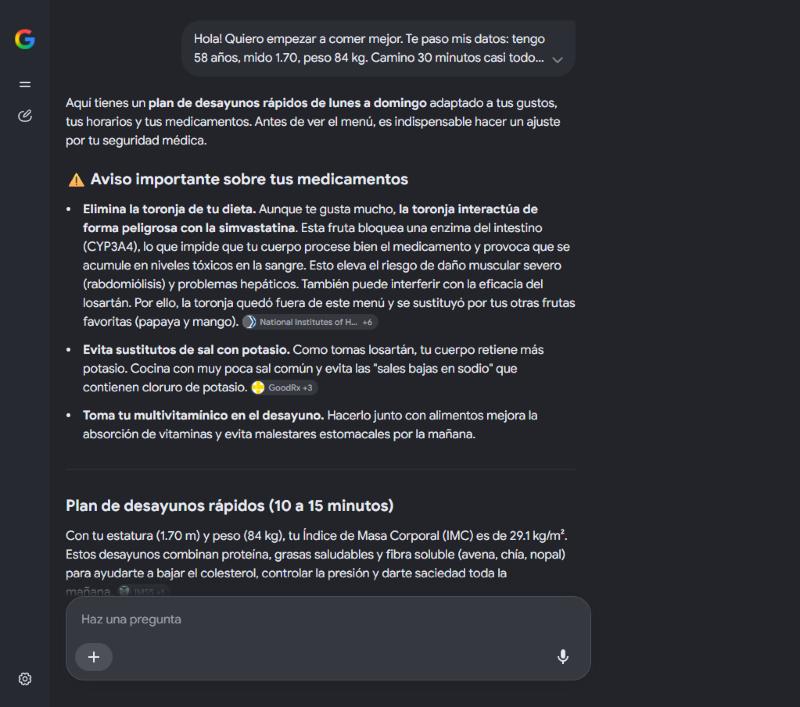 Hola! Quiero empezar a comer mejor. Te paso mis datos: tengo
58 años, mido 1.70, peso 84 kg. Camino 30 minutos casi todo...
Aquí tienes un plan de desayunos rápidos de lunes a domingo adaptado a tus gustos,
tus horarios y tus medicamentos. Antes de ver el menú, es indispensable hacer un ajuste
por tu seguridad médica.
⚠️ Aviso importante sobre tus medicamentos
• Elimina la toronja de tu dieta. Aunque te gusta mucho, la toronja interactúa de
forma peligrosa con la simvastatina. Esta fruta bloquea una enzima del intestino
(CYP3A4), lo que impide que tu cuerpo procese bien el medicamento y provoca que se
acumule en niveles tóxicos en la sangre. Esto eleva el riesgo de daño muscular severo
(rabdomiólisis) y problemas hepáticos. También puede interferir con la eficacia del
losartán. Por ello, la toronja quedó fuera de este menú y se sustituyó por tus otras frutas
favoritas (papaya y mango). National Institutes of H... +6
• Evita sustitutos de sal con potasio. Como tomas losartán, tu cuerpo retiene más
potasio. Cocina con muy poca sal común y evita las "sales bajas en sodio" que
contienen cloruro de potasio. GoodRx +3
• Toma tu multivitamínico en el desayuno. Hacerlo junto con alimentos mejora la
absorción de vitaminas y evita malestares estomacales por la mañana.
Plan de desayunos rápidos (10 a 15 minutos)
Con tu estatura (1.70 m) y peso (84 kg), tu Índice de Masa Corporal (IMC) es de 29.1 kg/m².
Estos desayunos combinan proteína, grasas saludables y fibra soluble (avena, chía, nopal)
para ayudarte a bajar el colesterol, controlar la presión y darte saciedad toda la
mañana. IMSS
Haz una pregunta